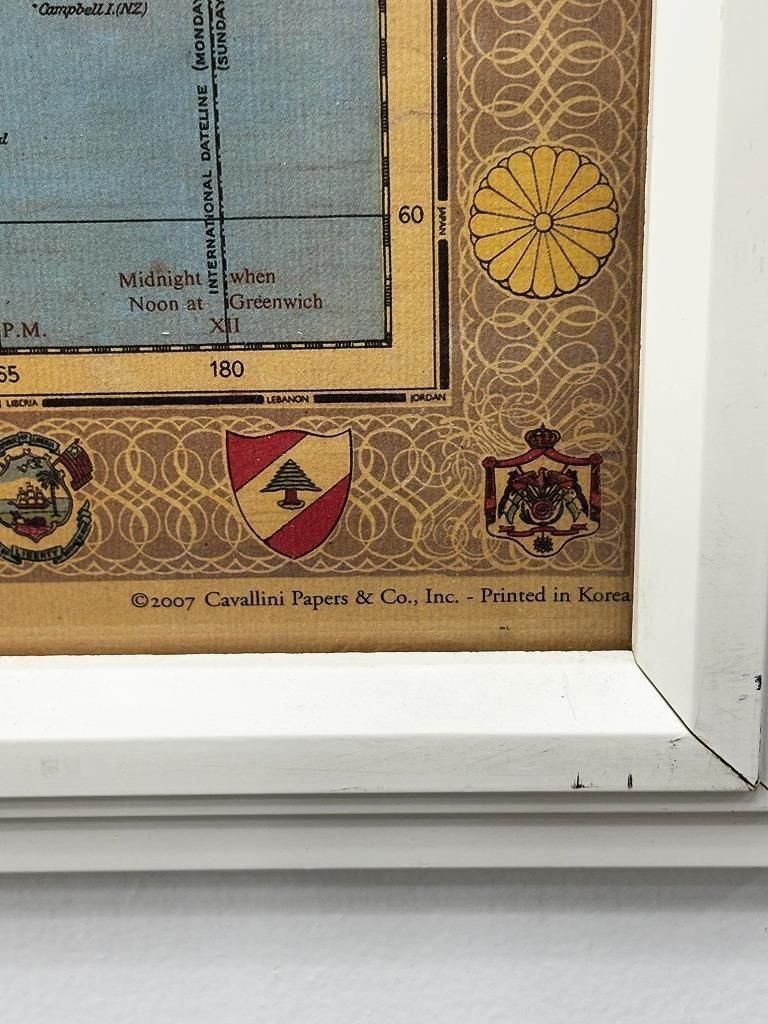 Campbell I. (NZ)
INTERNATIONAL DATELINE
(MONDAY
(SUNDAY
60
JAPAN
Midnight when
Noon at Greenwich
P.M. XII
65 180
LIBERIA LEBANON JORDAN
LIBERTY
©2007 Cavallini Papers & Co., Inc. - Printed in Korea